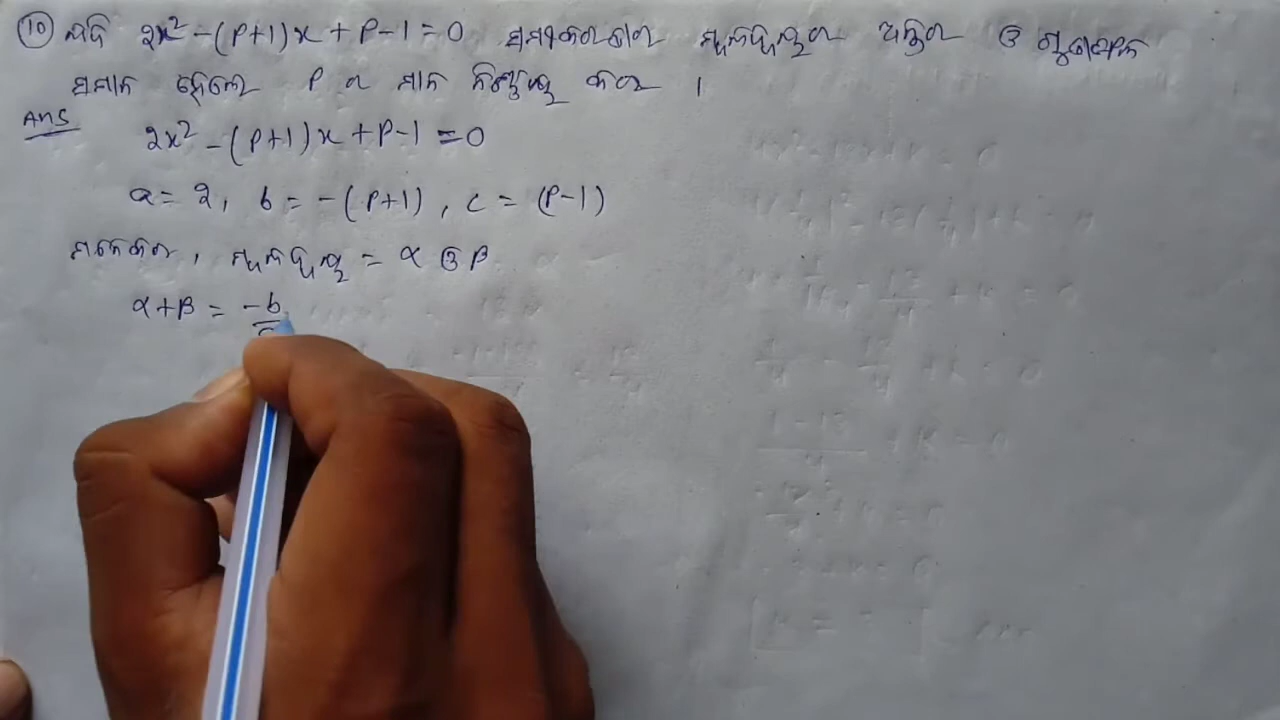 (10) ଯଦି 2x² - (P+1)x + P-1 = 0 ସମୀକରଣର ମୂଳଦ୍ୱୟର ଅନ୍ତର ଓ ଗୁଣଫଳ
ସମାନ ହେଲେ P ର ମାନ ନିର୍ଣ୍ଣୟ କର ।
Ans
2x² - (P+1)x + P-1 = 0
a = 2, b = -(P+1), c = (P-1)
ମନେକର, ମୂଳଦ୍ୱୟ = α ଓ β
α+β = -b